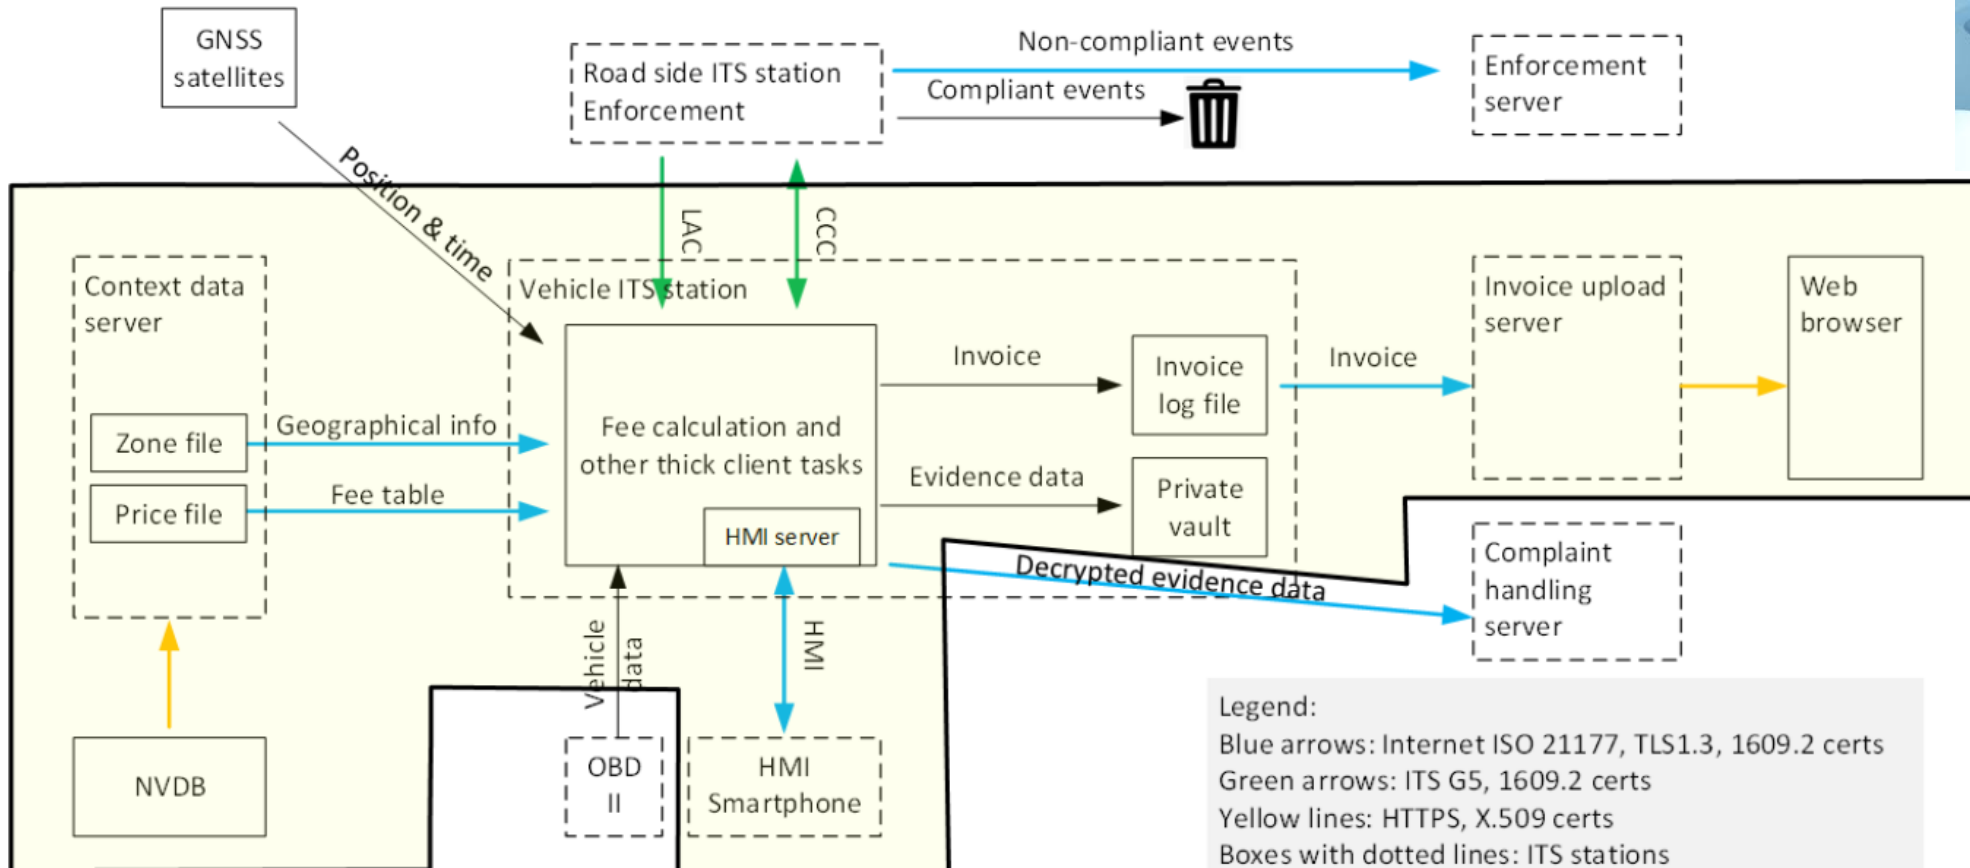 GNSS
satellites
Road side ITS station
Enforcement
Non-compliant events
Compliant events
Enforcement
server
Position & time
LAC
CCC
Context data
server
Vehicle ITS station
Invoice upload
server
Web
browser
Zone file
Price file
Geographical info
Fee table
Fee calculation and
other thick client tasks
HMI server
Invoice
Evidence data
Invoice
log file
Private
vault
Invoice
Decrypted evidence data
Complaint
handling
server
Vehicle
data
HMI
NVDB
OBD
II
HMI
Smartphone
Legend:
Blue arrows: Internet ISO 21177, TLS1.3, 1609.2 certs
Green arrows: ITS G5, 1609.2 certs
Yellow lines: HTTPS, X.509 certs
Boxes with dotted lines: ITS stations